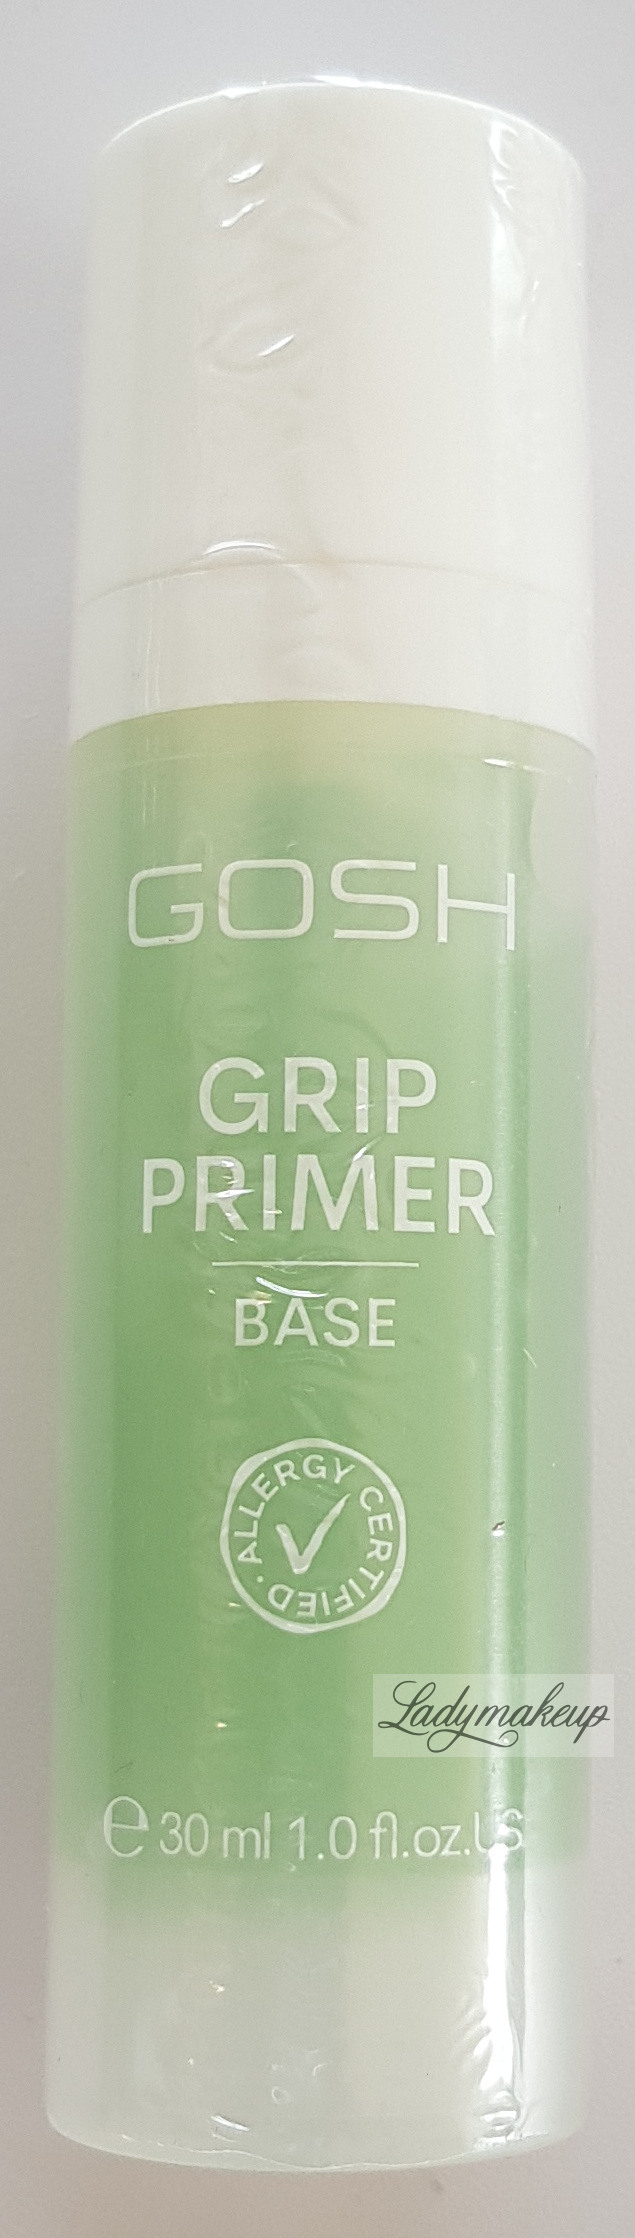 GOSH
GRIP
PRIMER
BASE
ALLERGY CERTIFIED ·
Ladymakeup
℮ 30 ml 1.0 fl.oz.US